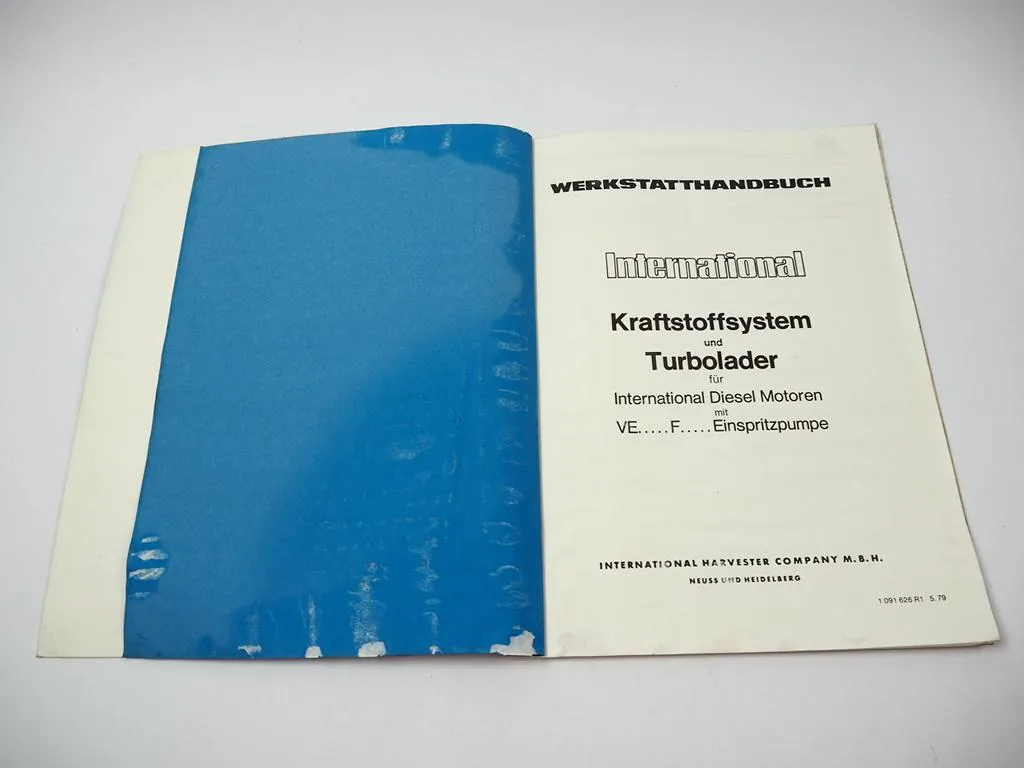 WERKSTATTHANDBUCH
International
Kraftstoffsystem
und
Turbolader
für
International Diesel Motoren
mit
VE.....F.....Einspritzpumpe
INTERNATIONAL HARVESTER COMPANY M.B.H.
NEUSS UND HEIDELBERG
1 091 626 R1 5.79